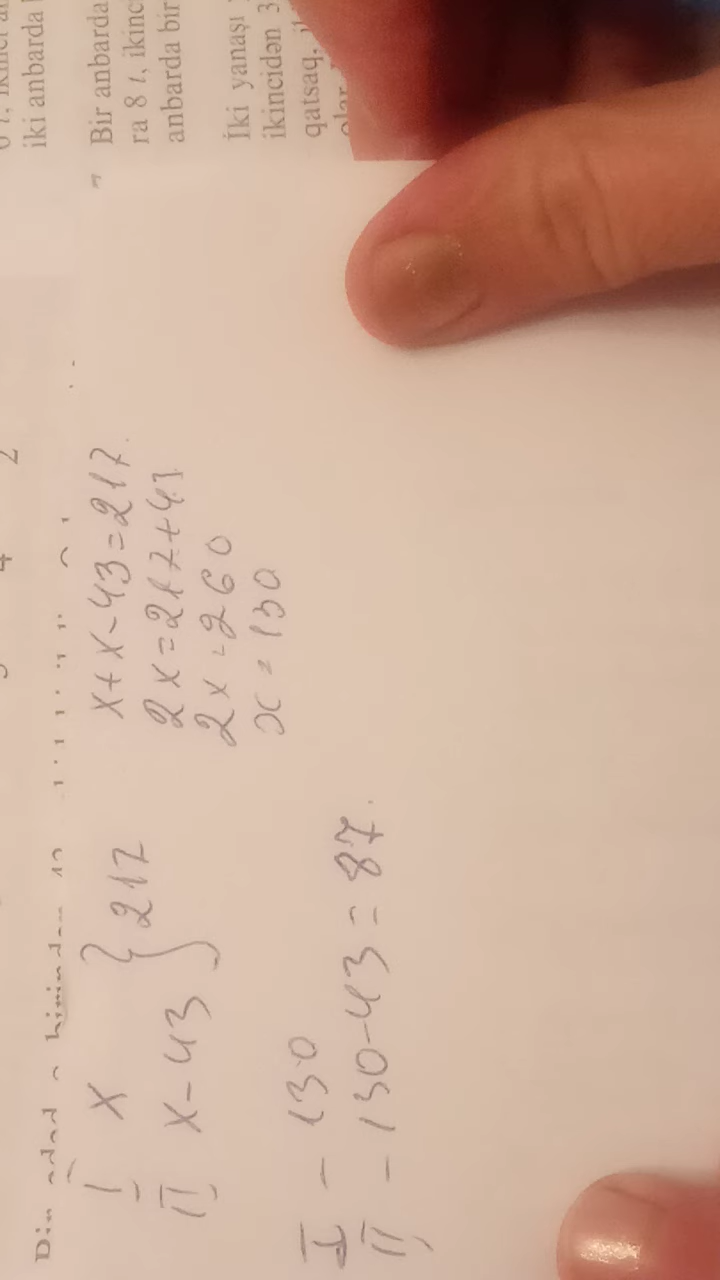 iki anbarda
Bir anbarda
ra 8 t, ikinc
anbarda bir
İki yanaşı
ikincidən 3
qatsaq,
I x
II x-43 } 217
x+x-43=217
2x=217+43
2x=260
x=130
I - 130
II - 130-43=87.